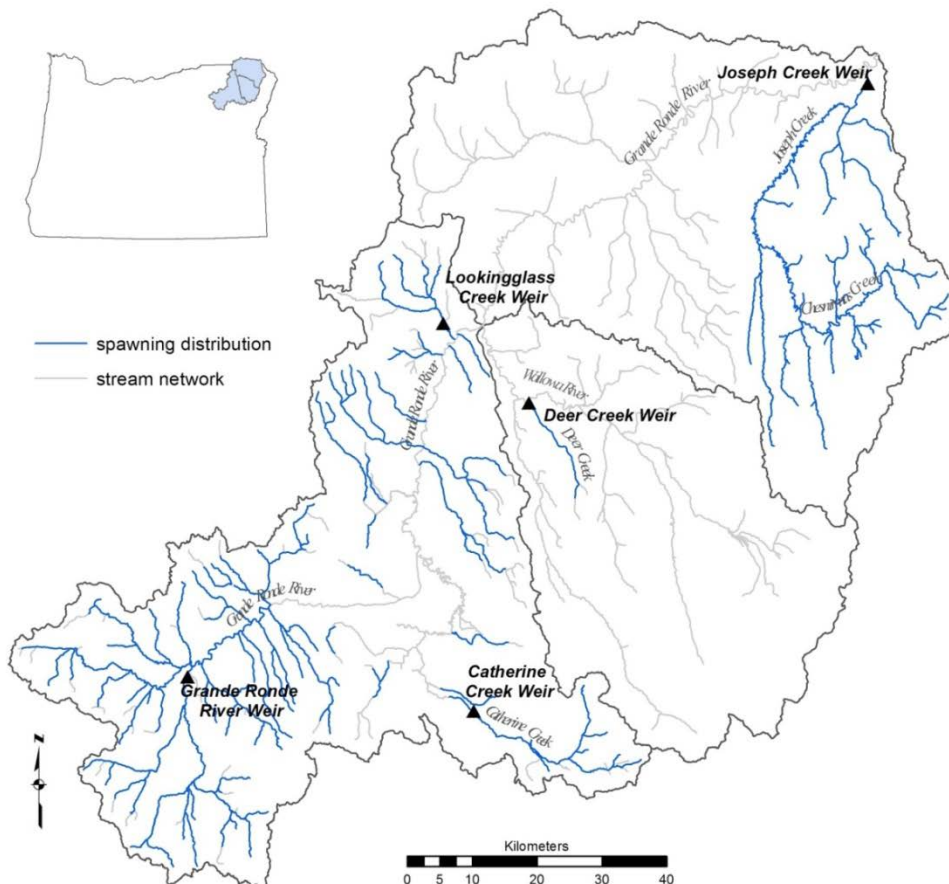 Joseph Creek Weir
Grande Ronde River
Joseph Creek
Lookingglass
Creek Weir
Chesnimnus Creek
spawning distribution
stream network
Wallowa River
Grande Ronde River
Deer Creek Weir
Deer Creek
Grande Ronde River
Catherine
Creek Weir
Grande Ronde
River Weir
Catherine Creek
N
Kilometers
0 5 10 20 30 40